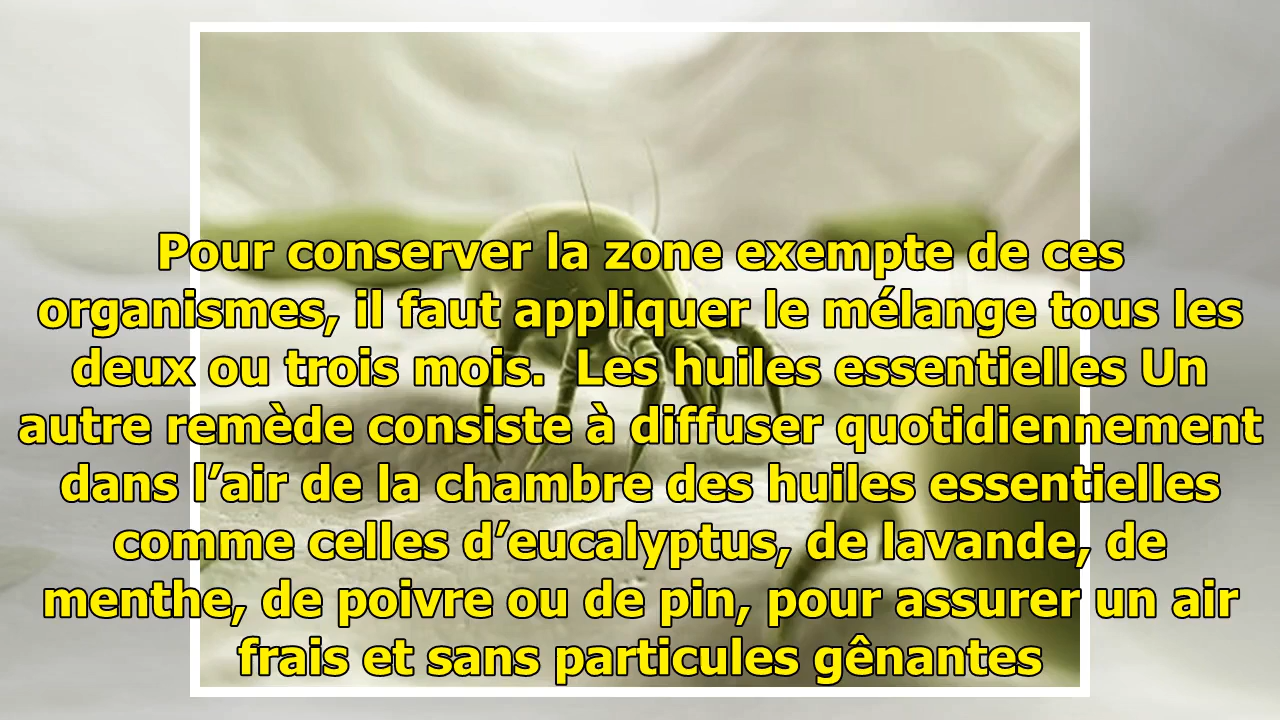 Pour conserver la zone exempte de ces
organismes, il faut appliquer le mélange tous les
deux ou trois mois.  Les huiles essentielles Un
autre remède consiste à diffuser quotidiennement
dans l’air de la chambre des huiles essentielles
comme celles d’eucalyptus, de lavande, de
menthe, de poivre ou de pin, pour assurer un air
frais et sans particules gênantes